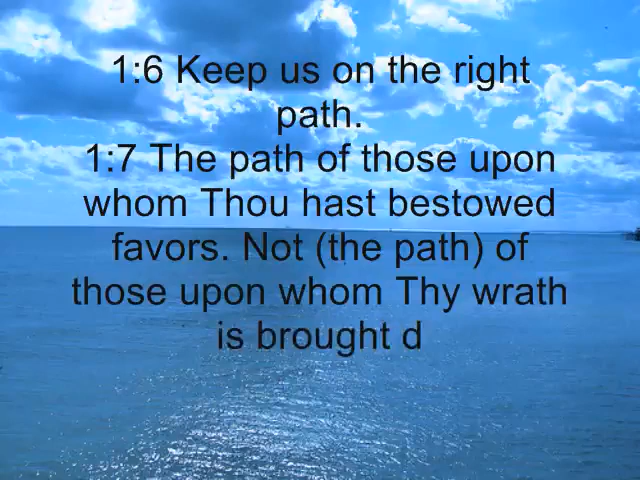 1:6 Keep us on the right
path.
1:7 The path of those upon
whom Thou hast bestowed
favors. Not (the path) of
those upon whom Thy wrath
is brought d